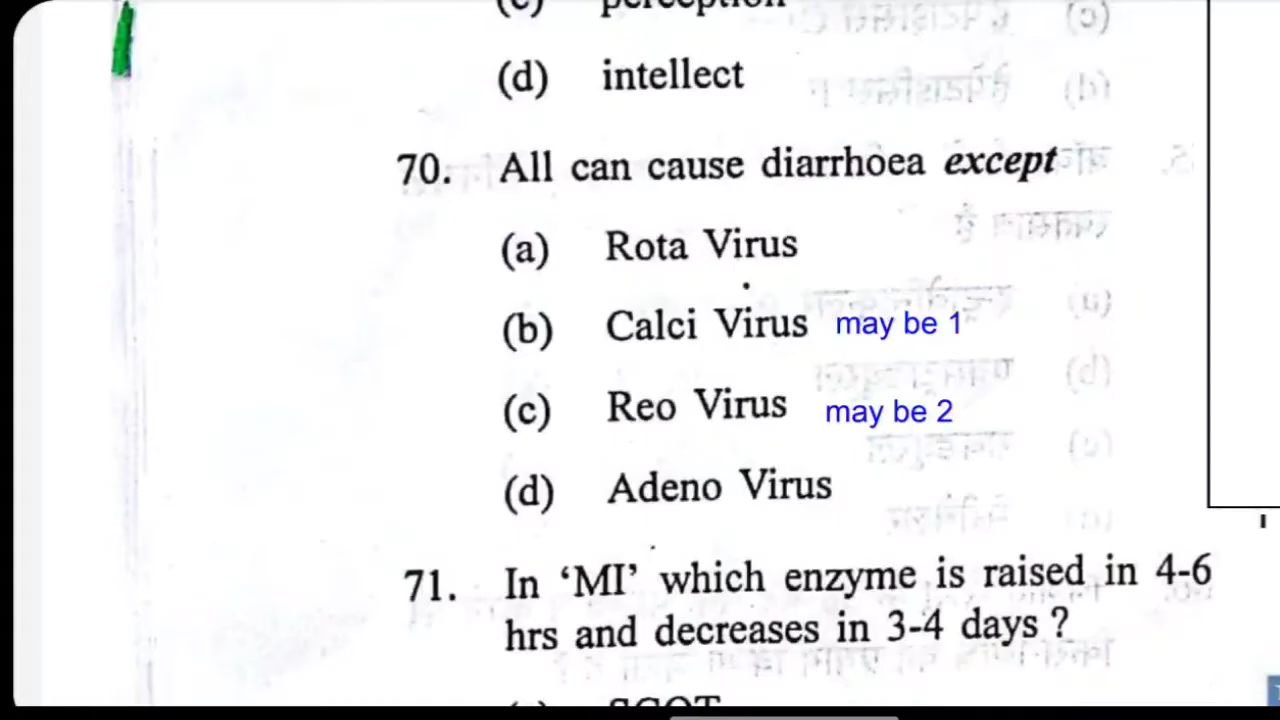 (c) perception
(d) intellect
70. All can cause diarrhoea except
(a) Rota Virus
(b) Calci Virus may be 1
(c) Reo Virus may be 2
(d) Adeno Virus
71. In ‘MI’ which enzyme is raised in 4-6
hrs and decreases in 3-4 days ?
SGOT